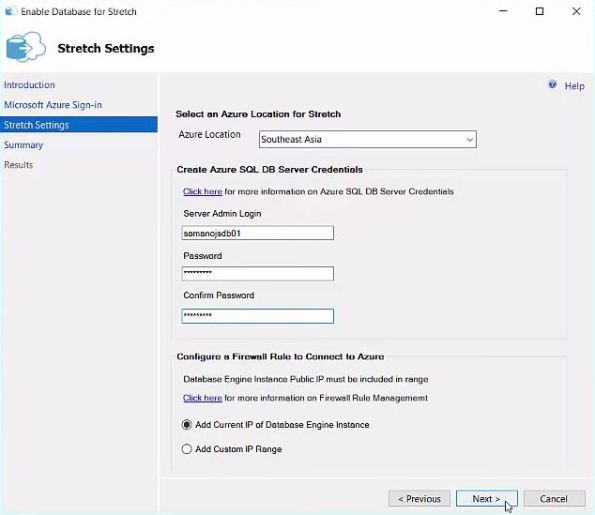 Enable Database for Stretch
Stretch Settings
Introduction
Help
Microsoft Azure Sign-in
Stretch Settings
Summary
Results
Select an Azure Location for Stretch
Azure Location
Southeast Asia
Create Azure SQL DB Server Credentials
Click here for more information on Azure SQL DB Server Credentials
Server Admin Login
samanojsdb01
Password
*********
Confirm Password
*********
Configure a Firewall Rule to Connect to Azure
Database Engine Instance Public IP must be included in range
Click here for more information on Firewall Rule Managememt
Add Current IP of Database Engine Instance
Add Custom IP Range
< Previous
Next >
Cancel